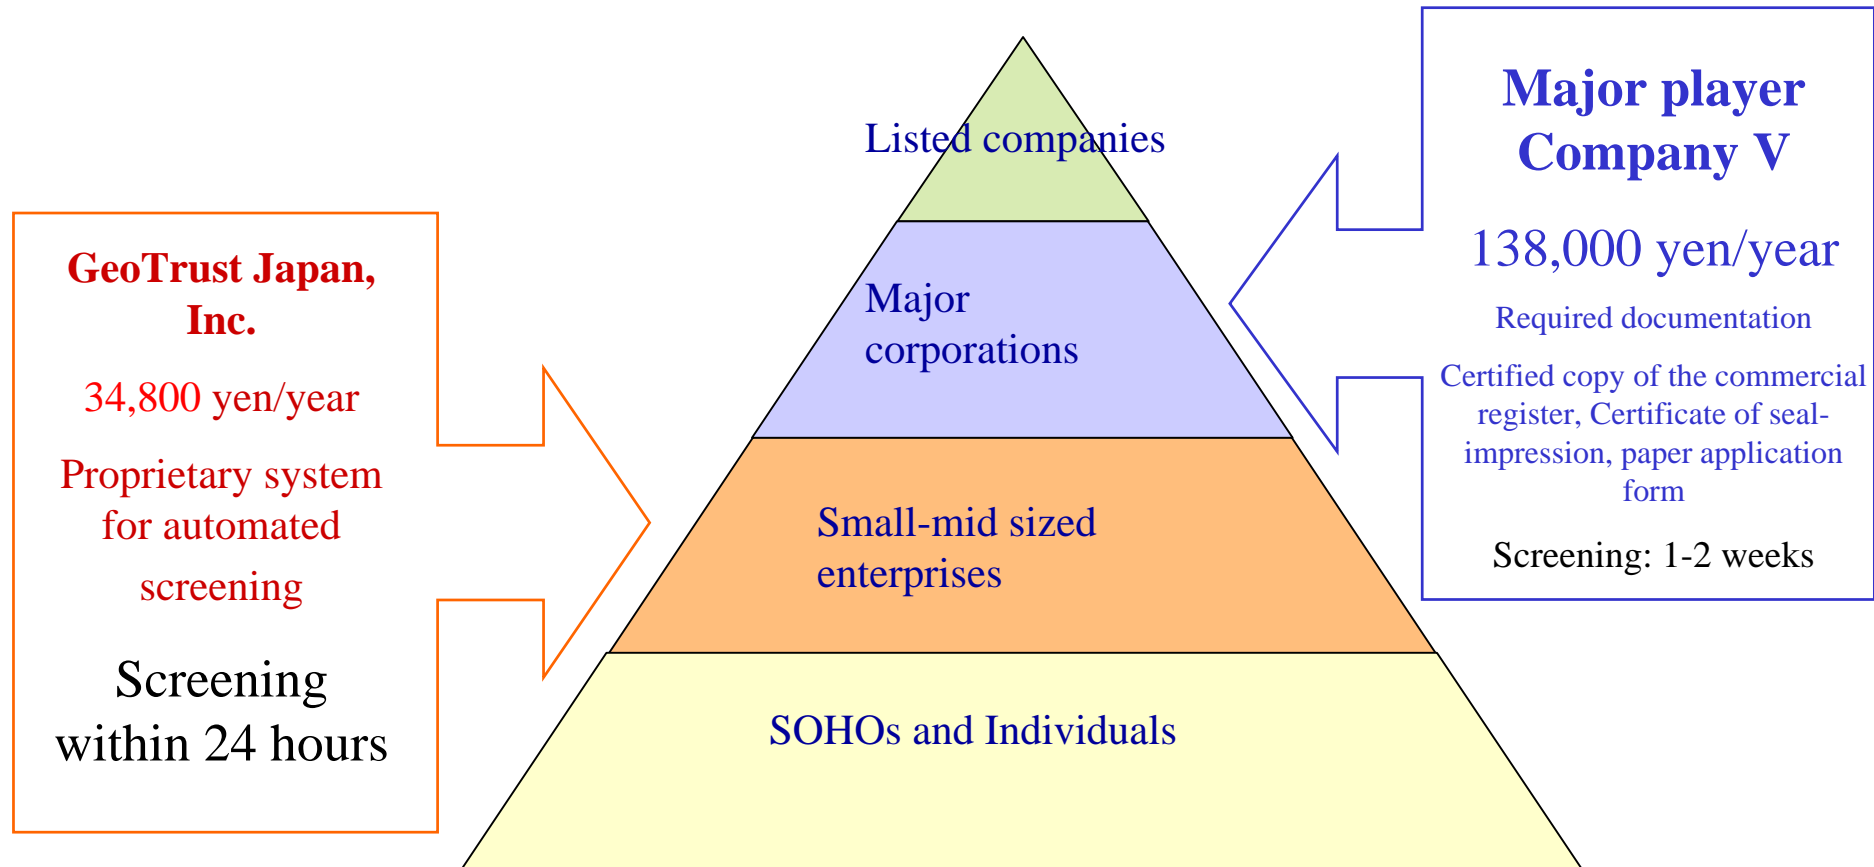 GeoTrust Japan,
Inc.
34,800 yen/year
Proprietary system
for automated
screening
Screening
within 24 hours
Listed companies
Major
corporations
Small-mid sized
enterprises
SOHOs and Individuals
Major player
Company V
138,000 yen/year
Required documentation
Certified copy of the commercial
register, Certificate of seal-
impression, paper application
form
Screening: 1-2 weeks